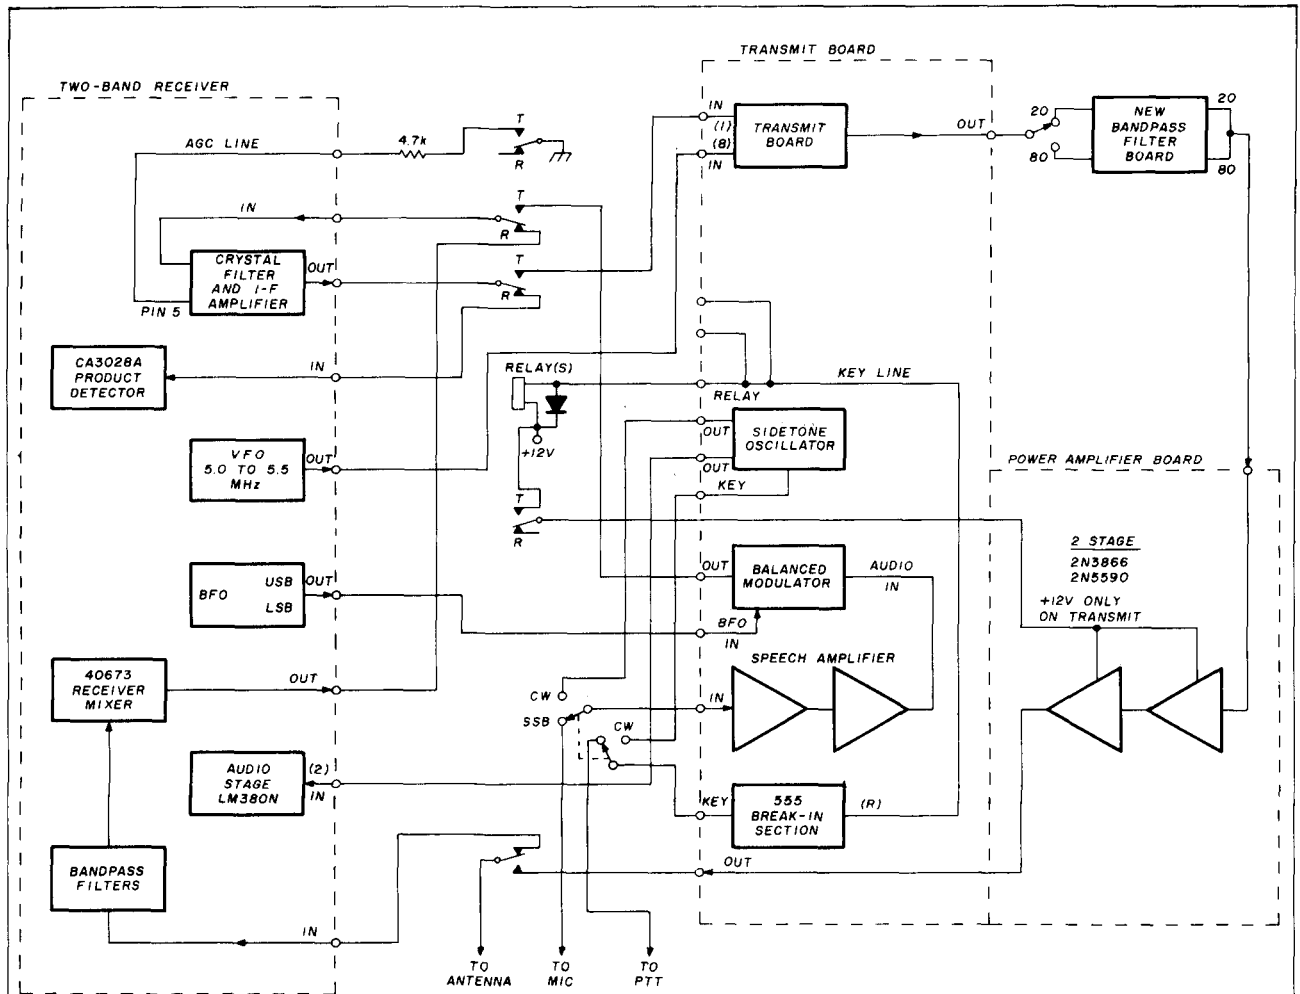 TRANSMIT BOARD
TWO-BAND RECEIVER
AGC LINE
4.7k
T
R
IN
(1)
(8)
IN
TRANSMIT
BOARD
OUT
20
80
NEW
BANDPASS
FILTER
BOARD
20
80
IN
T
R
CRYSTAL
FILTER
AND I-F
AMPLIFIER
OUT
PIN 5
T
R
CA3028A
PRODUCT
DETECTOR
IN
RELAY(S)
+12V
KEY LINE
RELAY
OUT
OUT
KEY
SIDETONE
OSCILLATOR
VFO
5.0 TO 5.5
MHz
OUT
T
R
POWER AMPLIFIER BOARD
2 STAGE
2N3866
2N5590
+12V ONLY
ON TRANSMIT
BFO
USB
LSB
OUT
OUT
BALANCED
MODULATOR
AUDIO
IN
BFO
IN
40673
RECEIVER
MIXER
OUT
SPEECH AMPLIFIER
IN
CW
SSB
CW
AUDIO
STAGE
LM380N
(2)
IN
KEY
555
BREAK-IN
SECTION
(R)
OUT
BANDPASS
FILTERS
IN
TO
ANTENNA
TO
MIC
TO
PTT